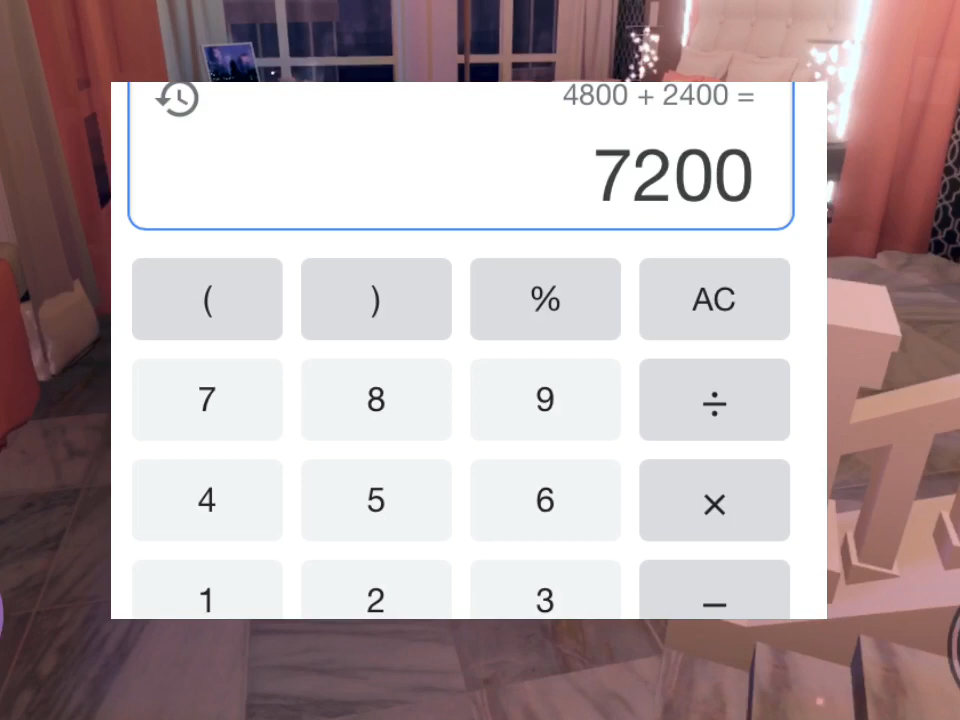 4800 + 2400 =
7200
( ) % AC
7 8 9 ÷
4 5 6 ×
1 2 3 −